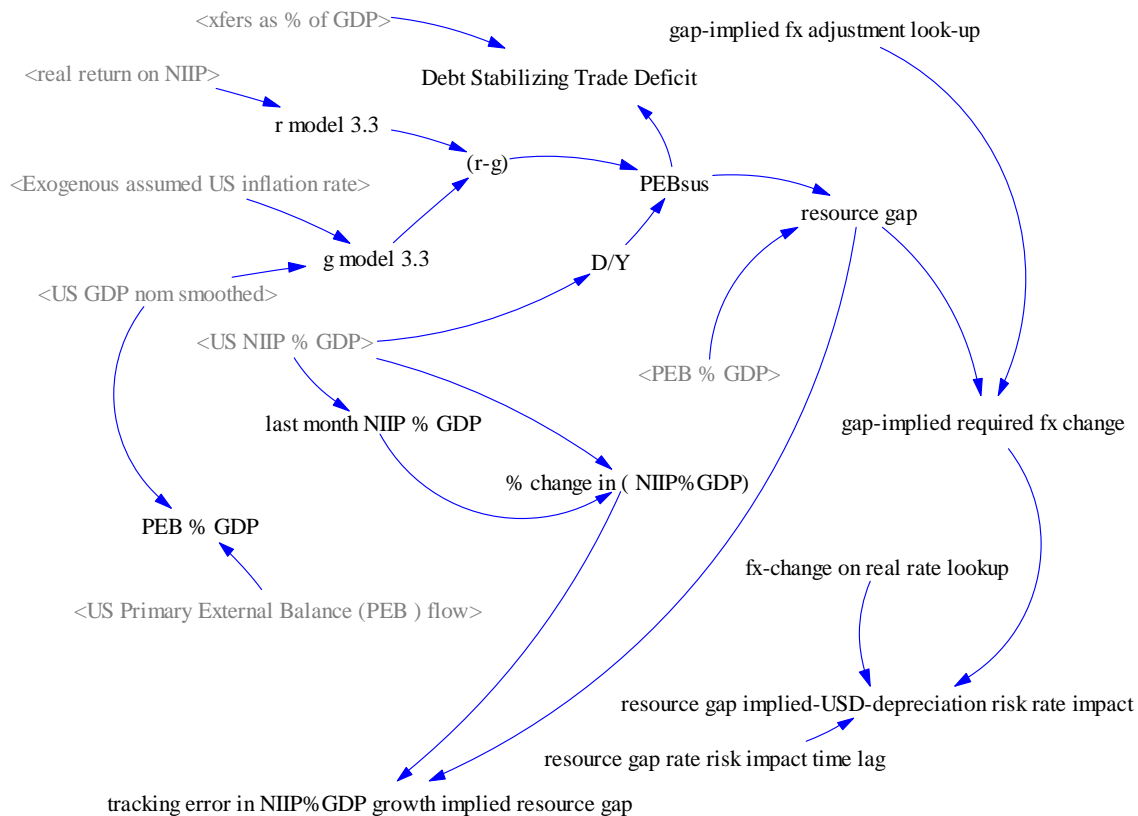 <xfers as % of GDP>
gap-implied fx adjustment look-up
<real return on NIIP>
Debt Stabilizing Trade Deficit
r model 3.3
(r-g)
<Exogenous assumed US inflation rate>
PEBsus
resource gap
g model 3.3
D/Y
<US GDP nom smoothed>
<US NIIP % GDP>
<PEB % GDP>
last month NIIP % GDP
gap-implied required fx change
% change in ( NIIP%GDP)
PEB % GDP
fx-change on real rate lookup
<US Primary External Balance (PEB ) flow>
resource gap implied-USD-depreciation risk rate impact
resource gap rate risk impact time lag
tracking error in NIIP%GDP growth implied resource gap